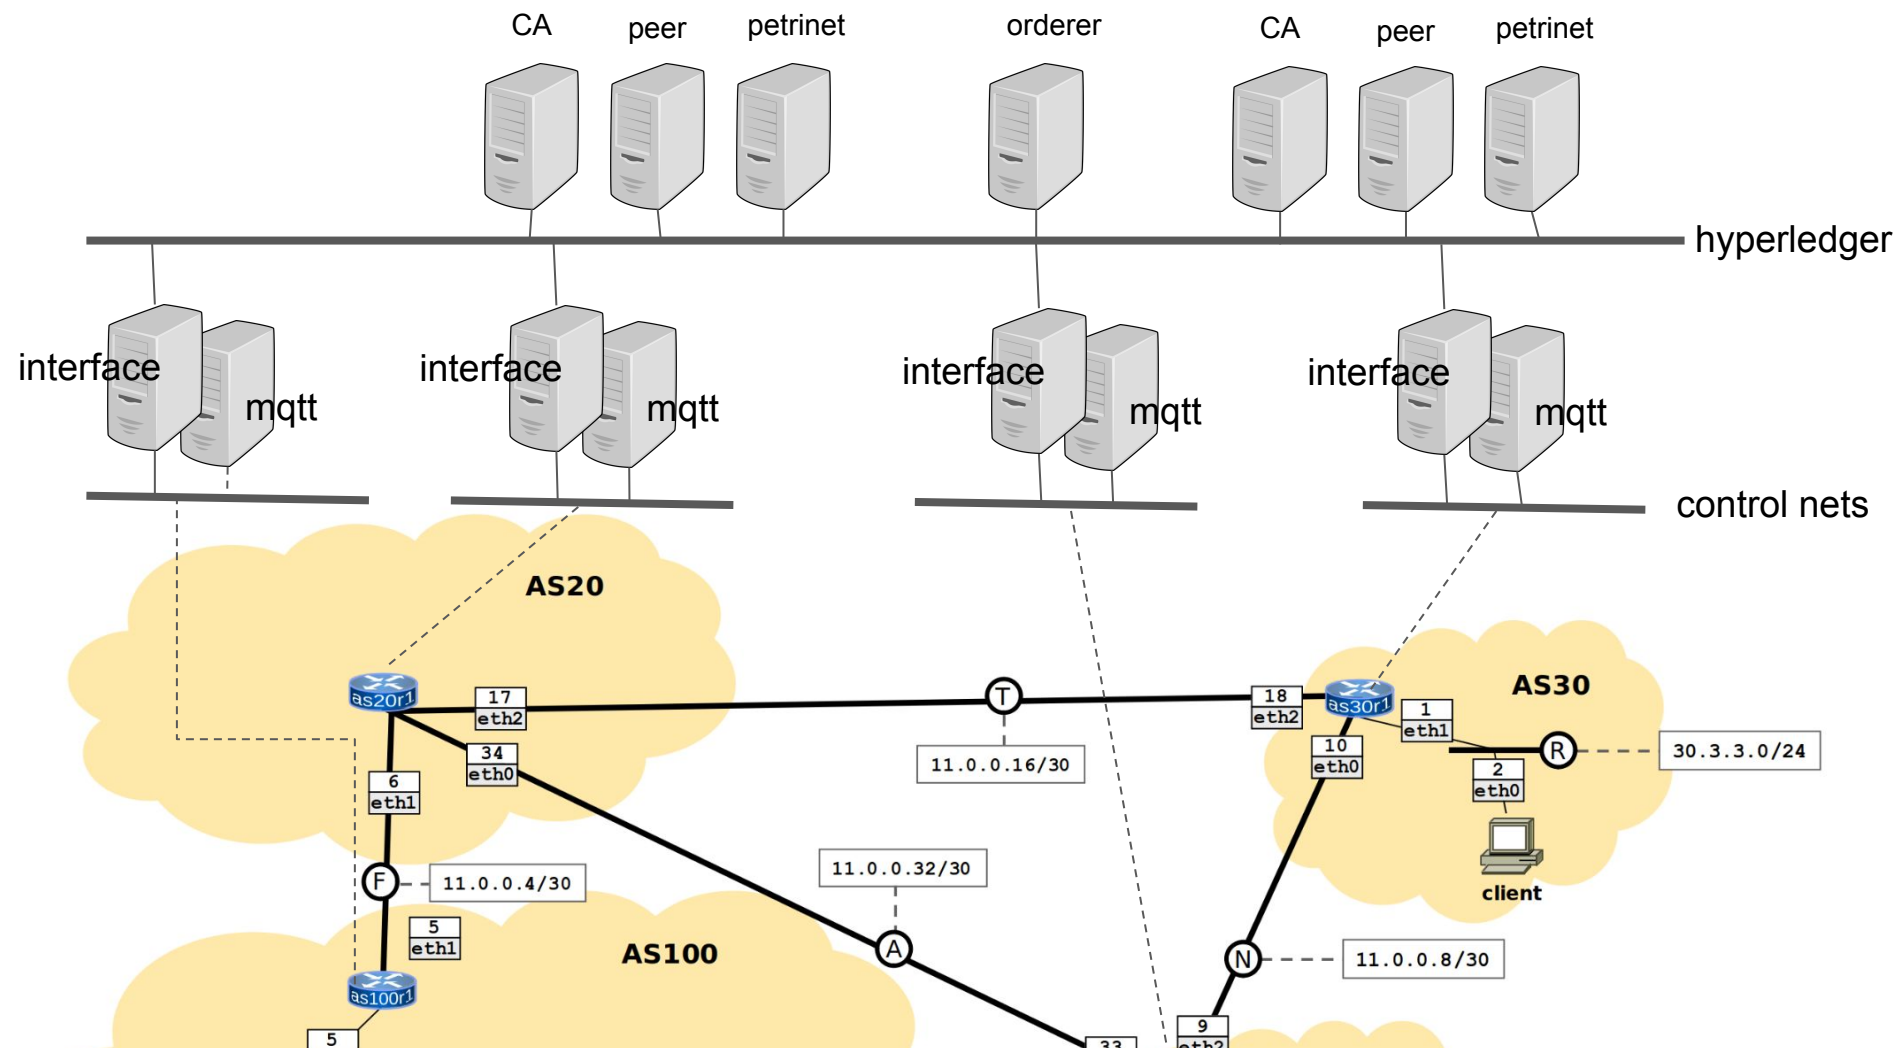 CA
peer
petrinet
orderer
CA
peer
petrinet
hyperledger
interface
mqtt
interface
mqtt
interface
mqtt
interface
mqtt
control nets
AS20
AS30
as20r1
17
eth2
T
18
eth2
as30r1
1
eth1
34
eth0
11.0.0.16/30
10
eth0
R
30.3.3.0/24
6
eth1
2
eth0
F
11.0.0.4/30
11.0.0.32/30
client
5
eth1
AS100
A
N
11.0.0.8/30
as100r1
5
33
9
eth2